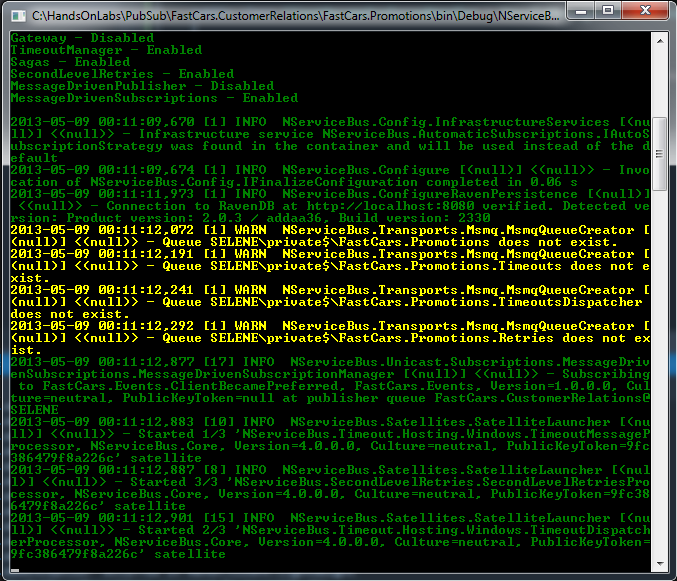 C:\HandsOnLabs\PubSub\FastCars.CustomerRelations\FastCars.Promotions\bin\Debug\NServiceB...
Gateway - Disabled
TimeoutManager - Enabled
Sagas - Enabled
SecondLevelRetries - Enabled
MessageDrivenPublisher - Disabled
MessageDrivenSubscriptions - Enabled
2013-05-09 00:11:09,670 [1] INFO  NServiceBus.Config.InfrastructureServices [(nu
ll)] <(null)> - Infrastructure service NServiceBus.AutomaticSubscriptions.IAutoS
ubscriptionStrategy was found in the container and will be used instead of the d
efault
2013-05-09 00:11:09,674 [1] INFO  NServiceBus.Configure [(null)] <(null)> - Invo
cation of NServiceBus.Config.IFinalizeConfiguration completed in 0.06 s
2013-05-09 00:11:11,973 [1] INFO  NServiceBus.ConfigureRavenPersistence [(null)]
 <(null)> - Connection to RavenDB at http://localhost:8080 verified. Detected ve
rsion: Product version: 2.0.3 / addaa36, Build version: 2330
2013-05-09 00:11:12,072 [1] WARN  NServiceBus.Transports.Msmq.MsmqQueueCreator [
(null)] <(null)> - Queue SELENE\private$\FastCars.Promotions does not exist.
2013-05-09 00:11:12,191 [1] WARN  NServiceBus.Transports.Msmq.MsmqQueueCreator [
(null)] <(null)> - Queue SELENE\private$\FastCars.Promotions.Timeouts does not e
xist.
2013-05-09 00:11:12,241 [1] WARN  NServiceBus.Transports.Msmq.MsmqQueueCreator [
(null)] <(null)> - Queue SELENE\private$\FastCars.Promotions.TimeoutsDispatcher
does not exist.
2013-05-09 00:11:12,292 [1] WARN  NServiceBus.Transports.Msmq.MsmqQueueCreator [
(null)] <(null)> - Queue SELENE\private$\FastCars.Promotions.Retries does not ex
ist.
2013-05-09 00:11:12,877 [17] INFO  NServiceBus.Unicast.Subscriptions.MessageDriv
enSubscriptions.MessageDrivenSubscriptionManager [(null)] <(null)> - Subscribing
 to FastCars.Events.ClientBecamePreferred, FastCars.Events, Version=1.0.0.0, Cul
ture=neutral, PublicKeyToken=null at publisher queue FastCars.CustomerRelations@
SELENE
2013-05-09 00:11:12,883 [10] INFO  NServiceBus.Satellites.SatelliteLauncher [(nu
ll)] <(null)> - Started 1/3 'NServiceBus.Timeout.Hosting.Windows.TimeoutMessageP
rocessor, NServiceBus.Core, Version=4.0.0.0, Culture=neutral, PublicKeyToken=9fc
386479f8a226c' satellite
2013-05-09 00:11:12,887 [8] INFO  NServiceBus.Satellites.SatelliteLauncher [(nul
l)] <(null)> - Started 3/3 'NServiceBus.SecondLevelRetries.SecondLevelRetriesPro
cessor, NServiceBus.Core, Version=4.0.0.0, Culture=neutral, PublicKeyToken=9fc38
6479f8a226c' satellite
2013-05-09 00:11:12,901 [15] INFO  NServiceBus.Satellites.SatelliteLauncher [(nu
ll)] <(null)> - Started 2/3 'NServiceBus.Timeout.Hosting.Windows.TimeoutDispatch
erProcessor, NServiceBus.Core, Version=4.0.0.0, Culture=neutral, PublicKeyToken=
9fc386479f8a226c' satellite